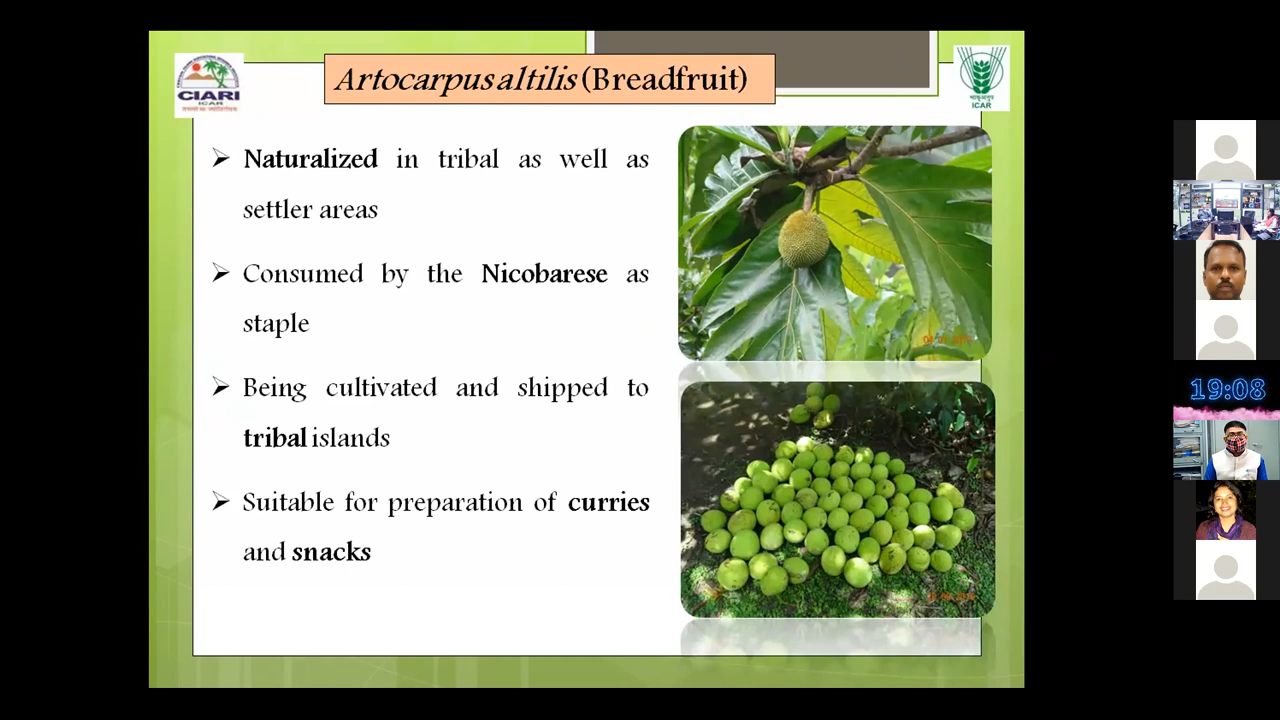 Artocarpus altilis (Breadfruit)
CIARI
ICAR
ICAR
➢ Naturalized in tribal as well as
settler areas
➢ Consumed by the Nicobarese as
staple
➢ Being cultivated and shipped to
tribal islands
➢ Suitable for preparation of curries
and snacks
19:08